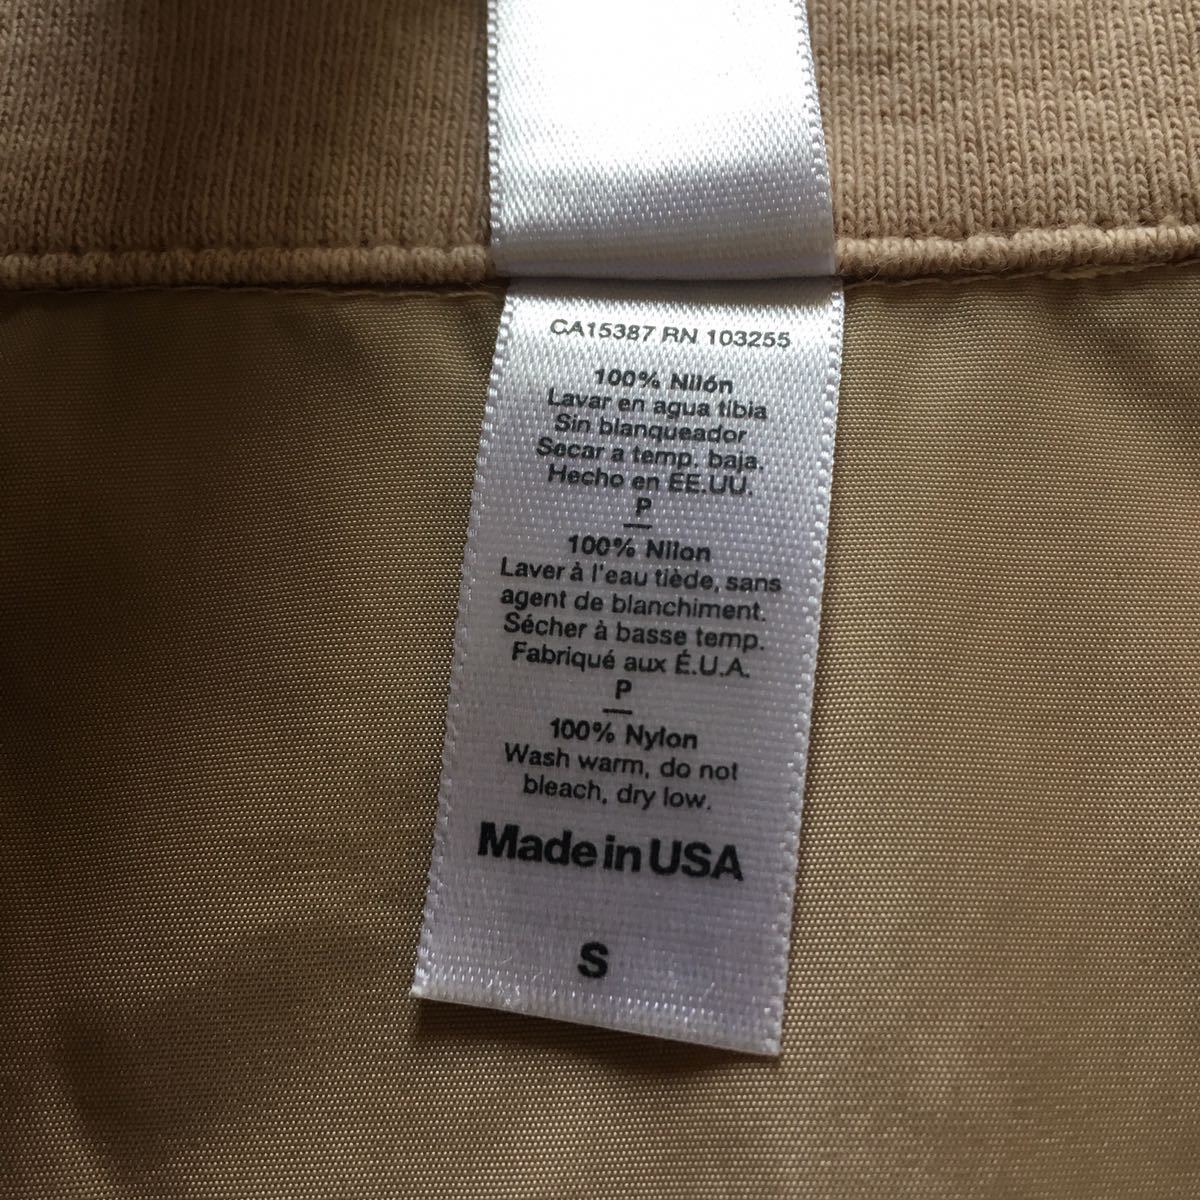 CA15387 RN 103255
100% Nilón
Lavar en agua tibia
Sin blanqueador
Secar a temp. baja.
Hecho en EE.UU.
P
100% Nilon
Laver à l'eau tiède, sans
agent de blanchiment.
Sécher à basse temp.
Fabriqué aux É.U.A.
P
100% Nylon
Wash warm, do not
bleach, dry low.
Made in USA
S